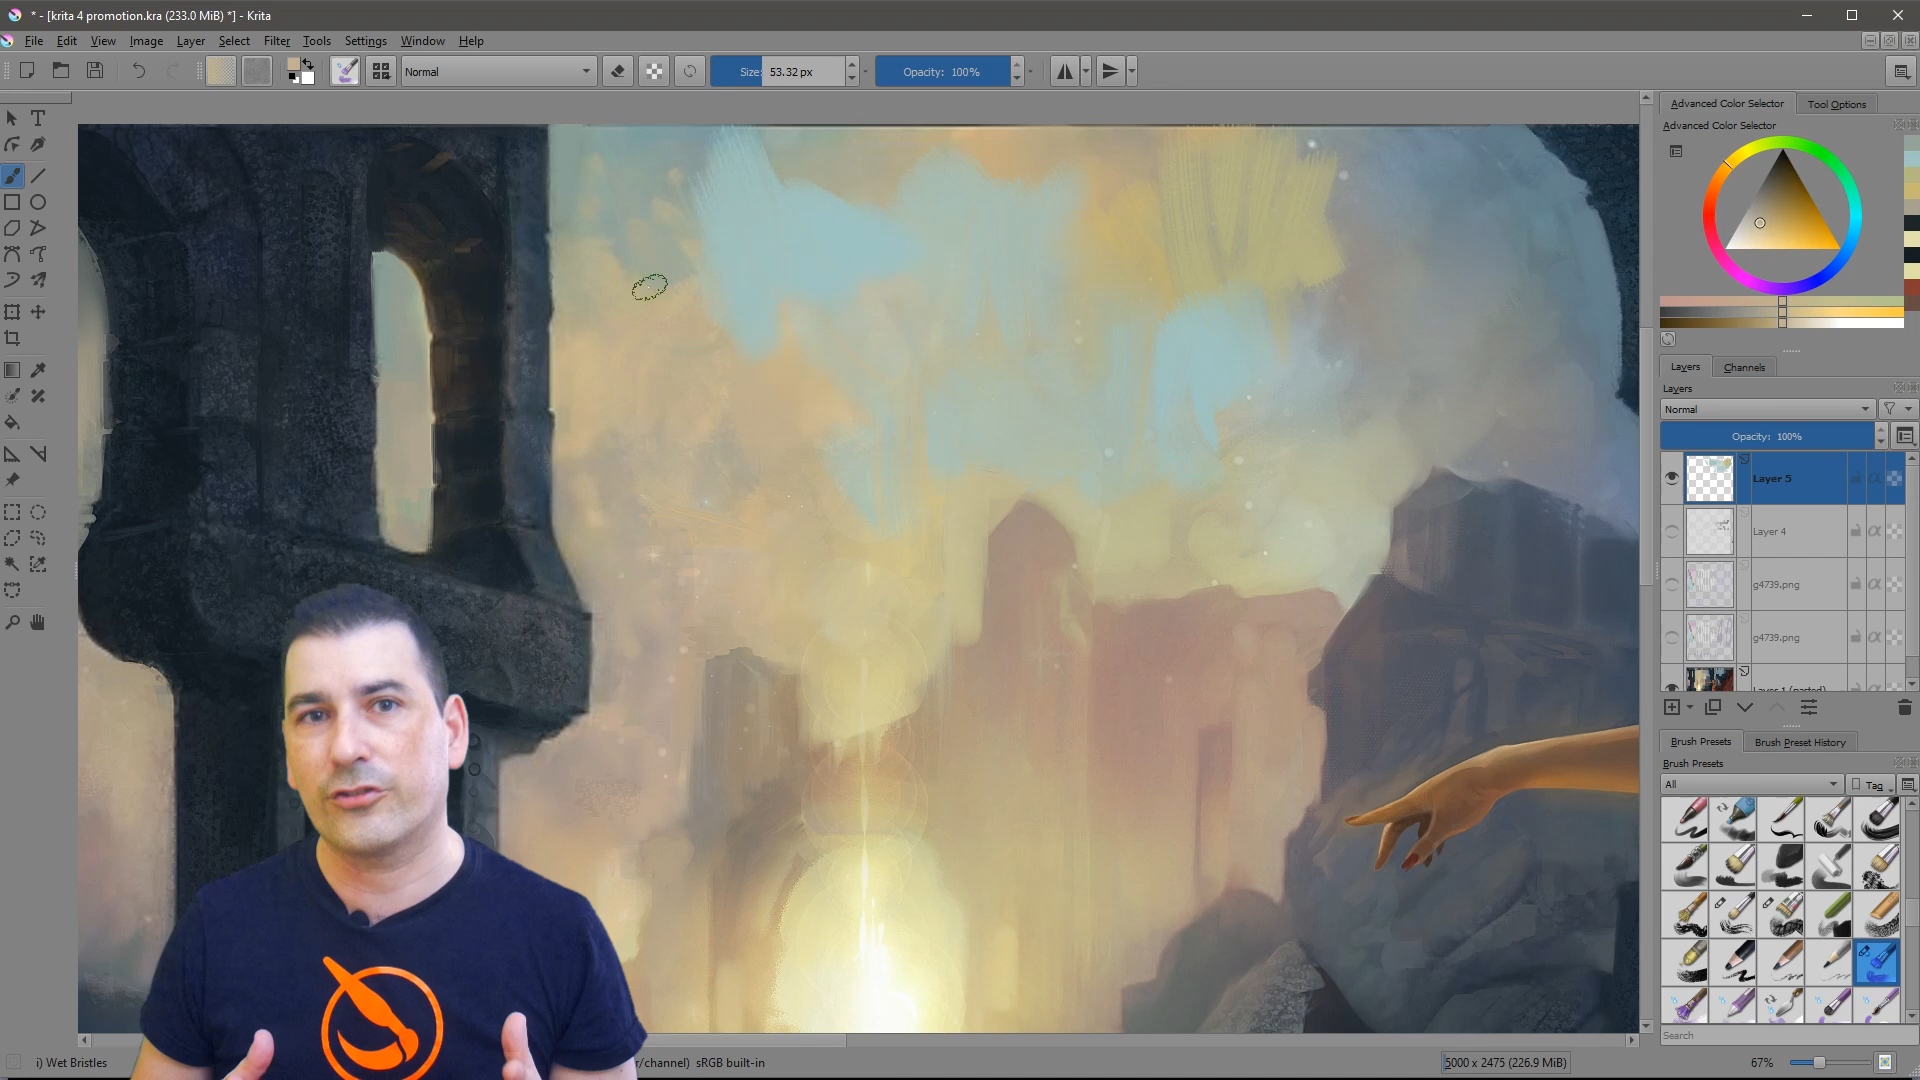 * - [krita 4 promotion.kra (233.0 MiB) *] - Krita
File Edit View Image Layer Select Filter Tools Settings Window Help
Normal Size: 53.32 px Opacity: 100%
Advanced Color Selector Tool Options
Advanced Color Selector
Layers Channels
Layers
Normal
Opacity: 100%
Layer 5
Layer 4
g4739.png
g4739.png
Layer 1 (pasted)
Brush Presets Brush Preset History
Brush Presets
All Tag
Search
i) Wet Bristles r/channel) sRGB built-in 5000 x 2475 (226.9 MiB) 67%